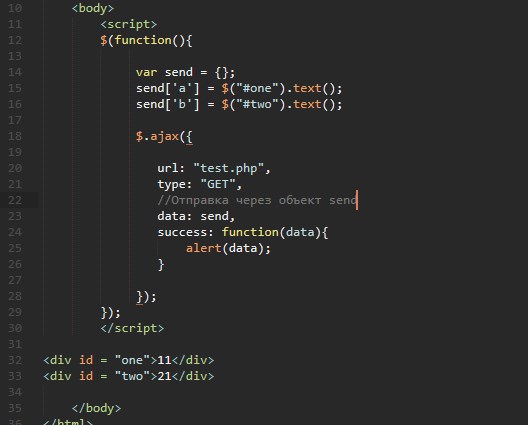 10 <body>
11 <script>
12 $(function(){
13
14 var send = {};
15 send['a'] = $("#one").text();
16 send['b'] = $("#two").text();
17
18 $.ajax({
19
20 url: "test.php",
21 type: "GET",
22 //Отправка через объект send
23 data: send,
24 success: function(data){
25 alert(data);
26 }
27
28 });
29 });
30 </script>
31
32 <div id = "one">11</div>
33 <div id = "two">21</div>
34
35 </body>
36 </html>